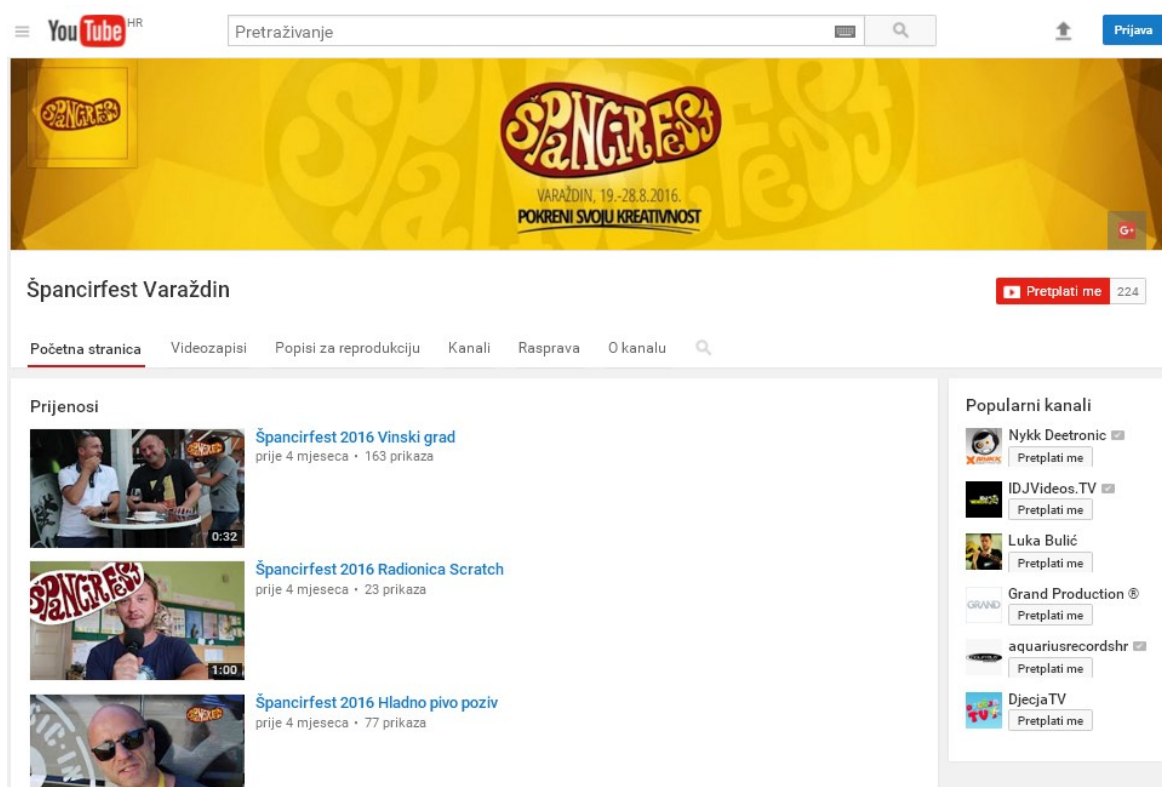 YouTube HR
Pretraživanje
Prijava
ŠPANCIRFEST
ŠPANCIRFEST
VARAŽDIN, 19.-28.8.2016.
POKRENI SVOJU KREATIVNOST
G+
Špancirfest Varaždin
Pretplati me 224
Početna stranica Videozapisi Popisi za reprodukciju Kanali Rasprava O kanalu
Prijenosi
Špancirfest 2016 Vinski grad
prije 4 mjeseca • 163 prikaza
0:32
Špancirfest 2016 Radionica Scratch
prije 4 mjeseca • 23 prikaza
ŠPANCIRFEST
1:00
Špancirfest 2016 Hladno pivo poziv
prije 4 mjeseca • 77 prikaza
Popularni kanali
Nykk Deetronic
Pretplati me
IDJVideos.TV
Pretplati me
Luka Bulić
Pretplati me
Grand Production ®
GRAND
Pretplati me
aquariusrecordshr
Pretplati me
DjecjaTV
Pretplati me